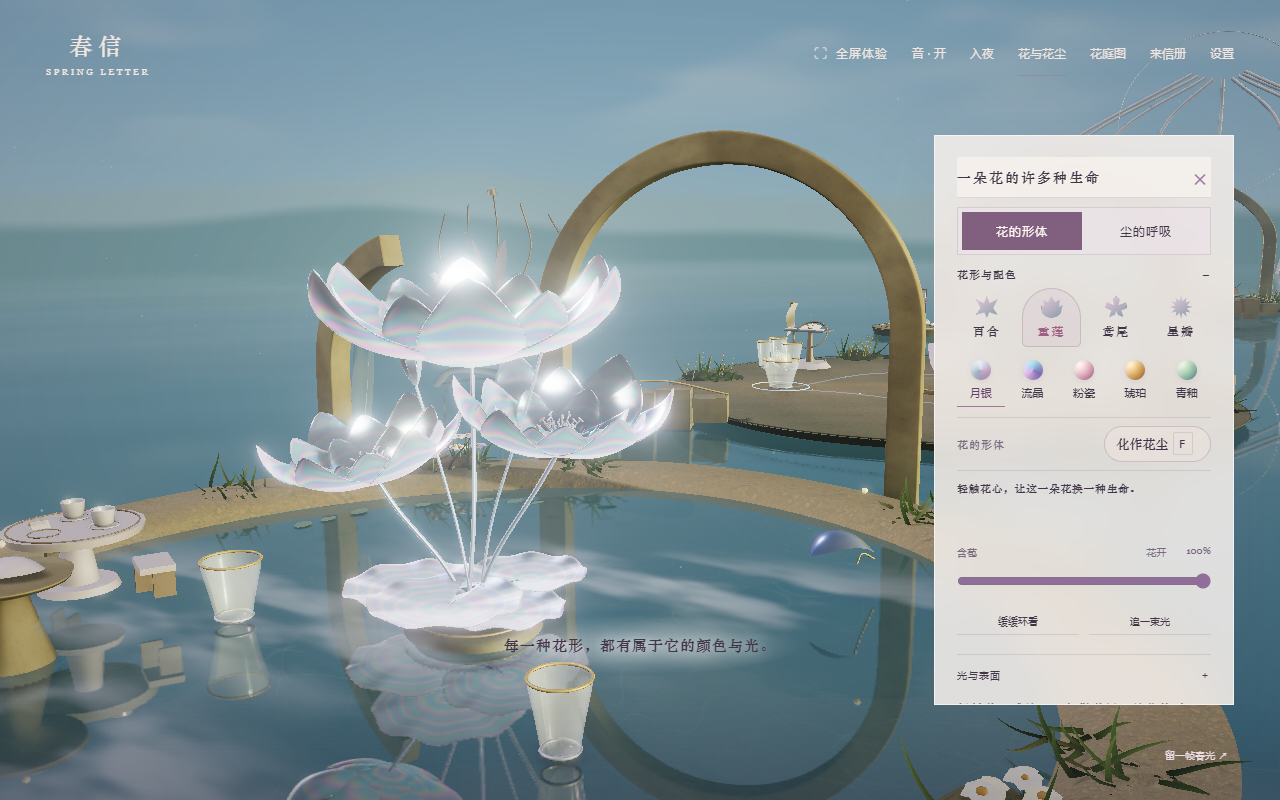 春信
SPRING LETTER
全屏体验 音·开 入夜 花与花尘 花庭图 来信册 设置
一朵花的许多种生命 ×
花的形体 尘的呼吸
花形与配色 −
百合 重莲 鸢尾 星瓣
月银 流晶 粉瓷 琥珀 青釉
花的形体 化作花尘 F
轻触花心，让这一朵花换一种生命。
含苞 花开 100%
缓缓环看 追一束光
光与表面 +
每一种花形，都有属于它的颜色与光。
留一帧春光 ↗